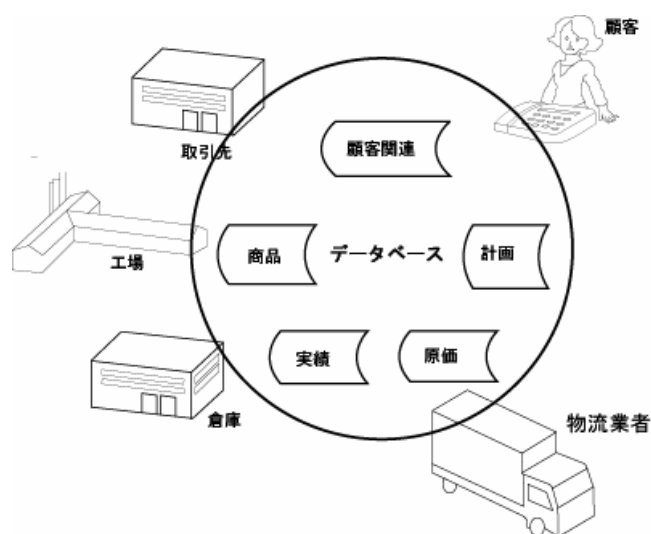 顧客
取引先
顧客関連
工場
商品
データベース
計画
実績
原価
倉庫
物流業者